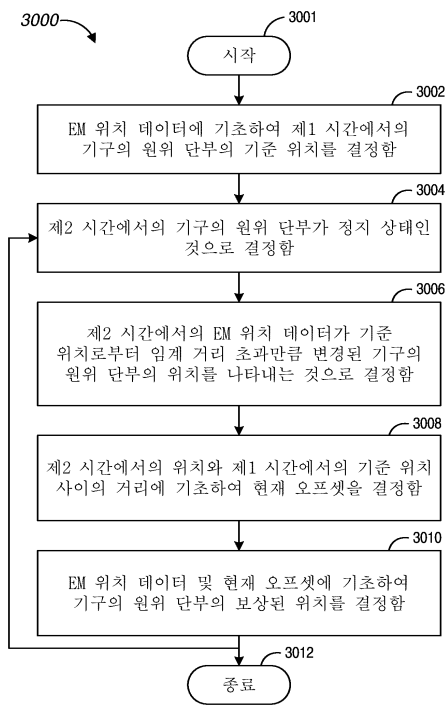 3000
3001
시작
3002
EM 위치 데이터에 기초하여 제1 시간에서의
기구의 원위 단부의 기준 위치를 결정함
3004
제2 시간에서의 기구의 원위 단부가 정지 상태인
것으로 결정함
3006
제2 시간에서의 EM 위치 데이터가 기준
위치로부터 임계 거리 초과만큼 변경된 기구의
원위 단부의 위치를 나타내는 것으로 결정함
3008
제2 시간에서의 위치와 제1 시간에서의 기준 위치
사이의 거리에 기초하여 현재 오프셋을 결정함
3010
EM 위치 데이터 및 현재 오프셋에 기초하여
기구의 원위 단부의 보상된 위치를 결정함
3012
종료